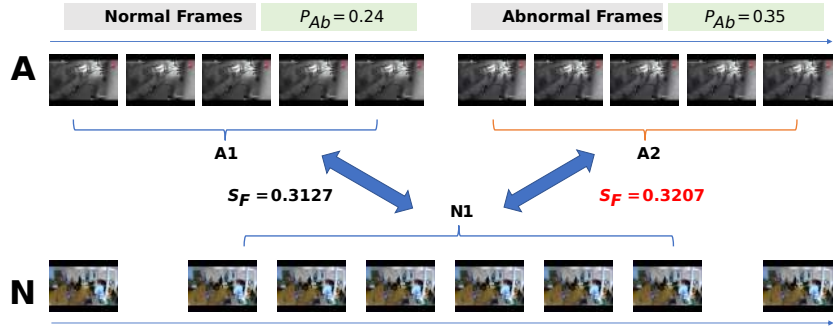 Normal Frames
P_Ab = 0.24
Abnormal Frames
P_Ab = 0.35
A
A1
A2
S_F = 0.3127
N1
S_F = 0.3207
N